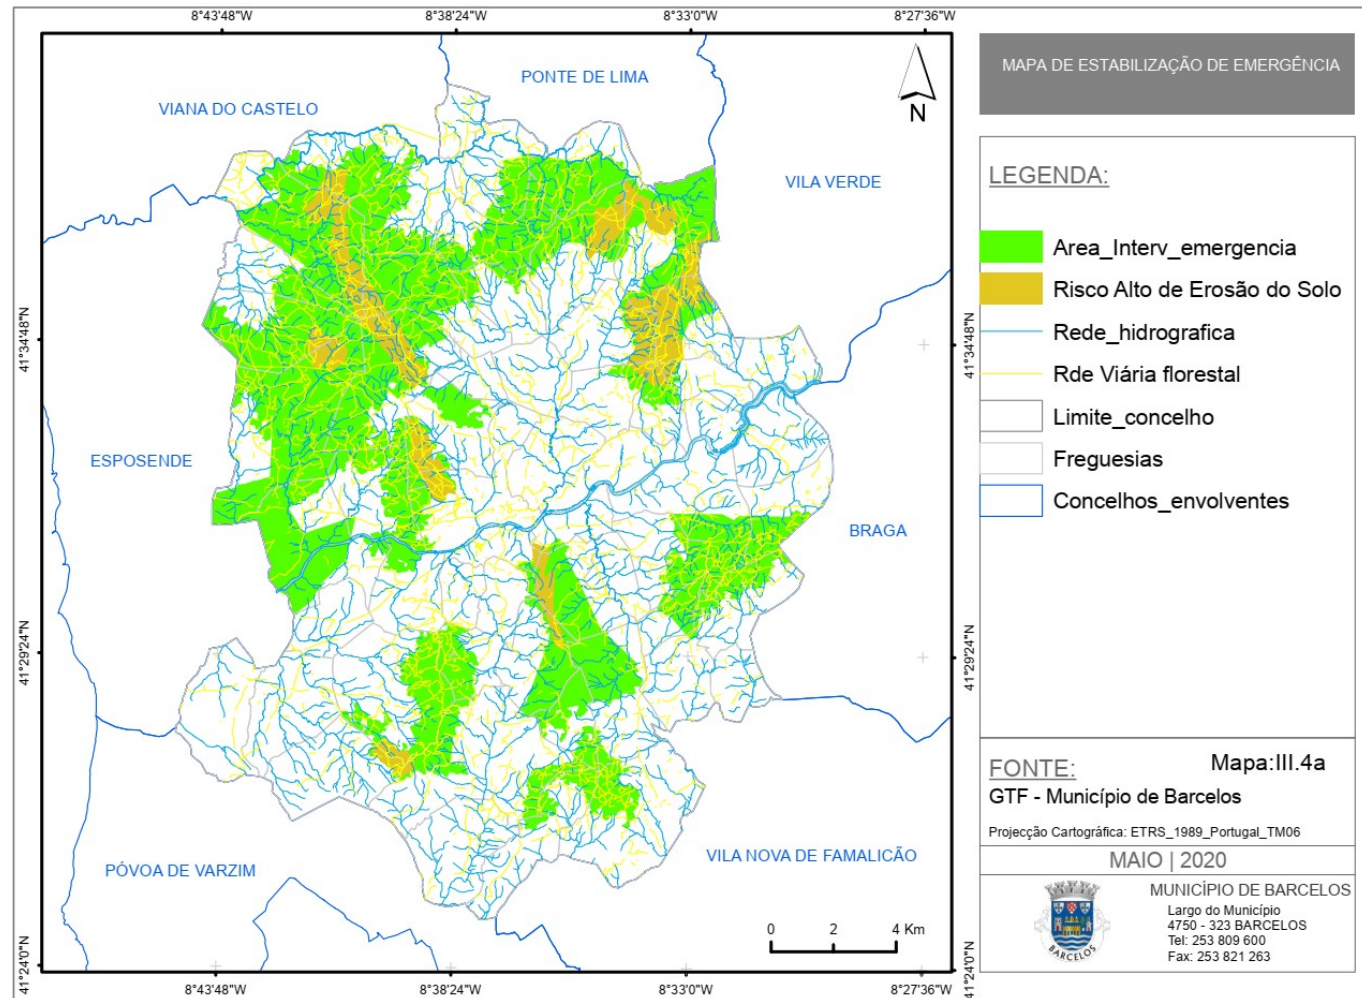 8°43'48"W
8°38'24"W
8°33'0"W
8°27'36"W
PONTE DE LIMA
VIANA DO CASTELO
N
VILA VERDE
41°34'48"N
41°34'48"N
ESPOSENDE
BRAGA
41°29'24"N
41°29'24"N
PÓVOA DE VARZIM
VILA NOVA DE FAMALICÃO
0 2 4 Km
41°24'0"N
41°24'0"N
8°43'48"W
8°38'24"W
8°33'0"W
8°27'36"W
MAPA DE ESTABILIZAÇÃO DE EMERGÊNCIA
LEGENDA:
Area_Interv_emergencia
Risco Alto de Erosão do Solo
Rede_hidrografica
Rde Viária florestal
Limite_concelho
Freguesias
Concelhos_envolventes
FONTE:
Mapa:III.4a
GTF - Município de Barcelos
Projecção Cartográfica: ETRS_1989_Portugal_TM06
MAIO | 2020
BARCELOS
MUNICÍPIO DE BARCELOS
Largo do Município
4750 - 323 BARCELOS
Tel: 253 809 600
Fax: 253 821 263